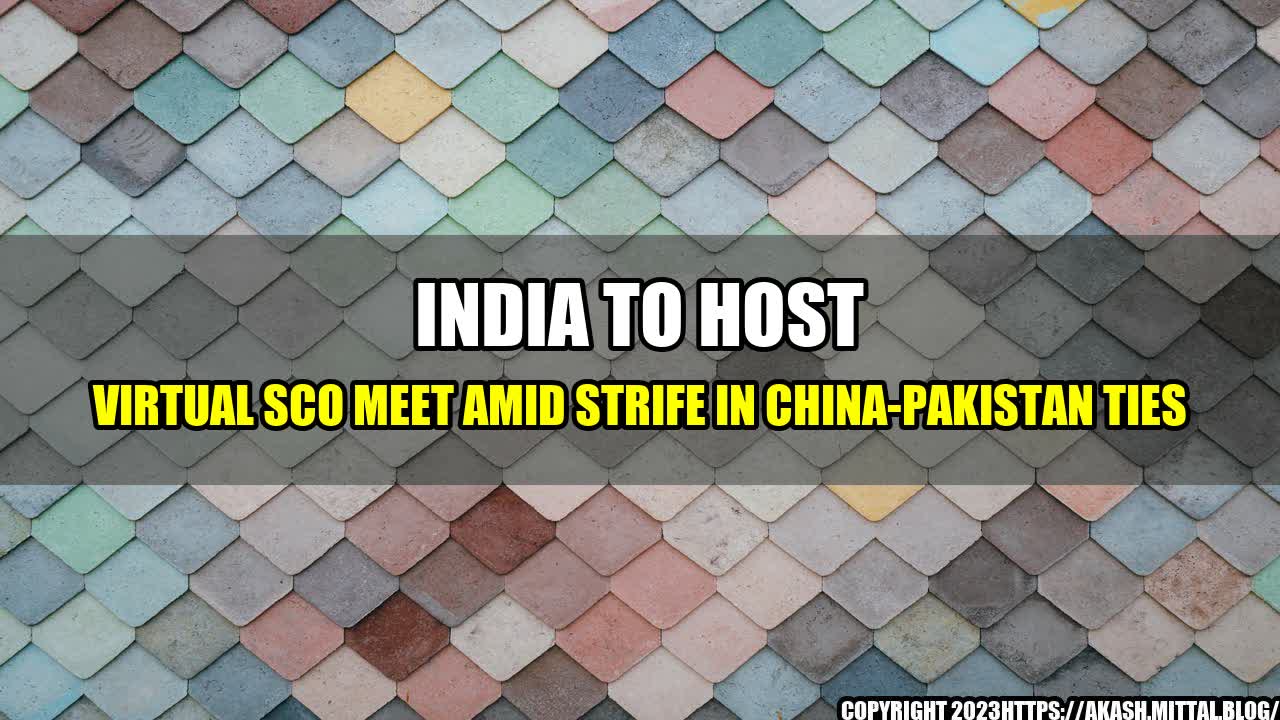 INDIA TO HOST
VIRTUAL SCO MEET AMID STRIFE IN CHINA-PAKISTAN TIES
COPYRIGHT 2023HTTPS://AKASH.MITTAL.BLOG/